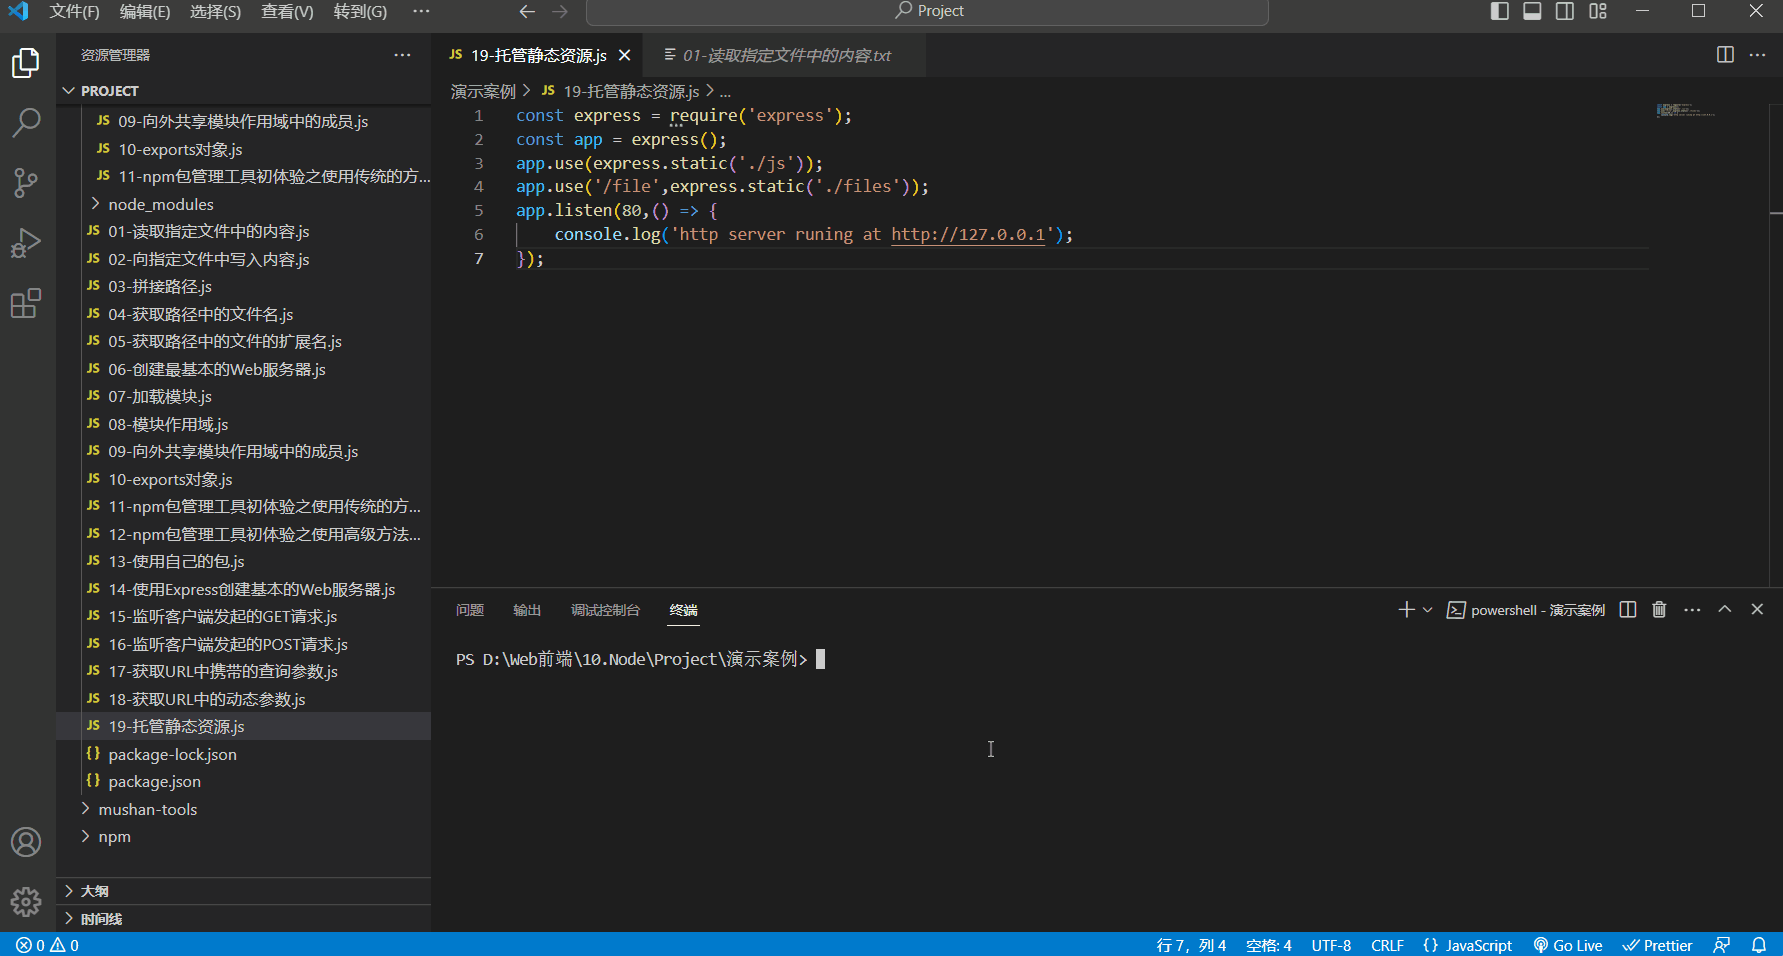 文件(F) 编辑(E) 选择(S) 查看(V) 转到(G) ··· Project
资源管理器 ···
PROJECT
JS 09-向外共享模块作用域中的成员.js
JS 10-exports对象.js
JS 11-npm包管理工具初体验之使用传统的方...
node_modules
JS 01-读取指定文件中的内容.js
JS 02-向指定文件中写入内容.js
JS 03-拼接路径.js
JS 04-获取路径中的文件名.js
JS 05-获取路径中的文件的扩展名.js
JS 06-创建最基本的Web服务器.js
JS 07-加载模块.js
JS 08-模块作用域.js
JS 09-向外共享模块作用域中的成员.js
JS 10-exports对象.js
JS 11-npm包管理工具初体验之使用传统的方...
JS 12-npm包管理工具初体验之使用高级方法...
JS 13-使用自己的包.js
JS 14-使用Express创建基本的Web服务器.js
JS 15-监听客户端发起的GET请求.js
JS 16-监听客户端发起的POST请求.js
JS 17-获取URL中携带的查询参数.js
JS 18-获取URL中的动态参数.js
JS 19-托管静态资源.js
{} package-lock.json
{} package.json
mushan-tools
npm
大纲
时间线
JS 19-托管静态资源.js 01-读取指定文件中的内容.txt
演示案例 > JS 19-托管静态资源.js > ...
1 const express = require('express');
2 const app = express();
3 app.use(express.static('./js'));
4 app.use('/file',express.static('./files'));
5 app.listen(80,() => {
6 console.log('http server runing at http://127.0.0.1');
7 });
问题 输出 调试控制台 终端 powershell - 演示案例
PS D:\Web前端\10.Node\Project\演示案例>
0 0 行 7，列 4 空格: 4 UTF-8 CRLF {} JavaScript Go Live Prettier